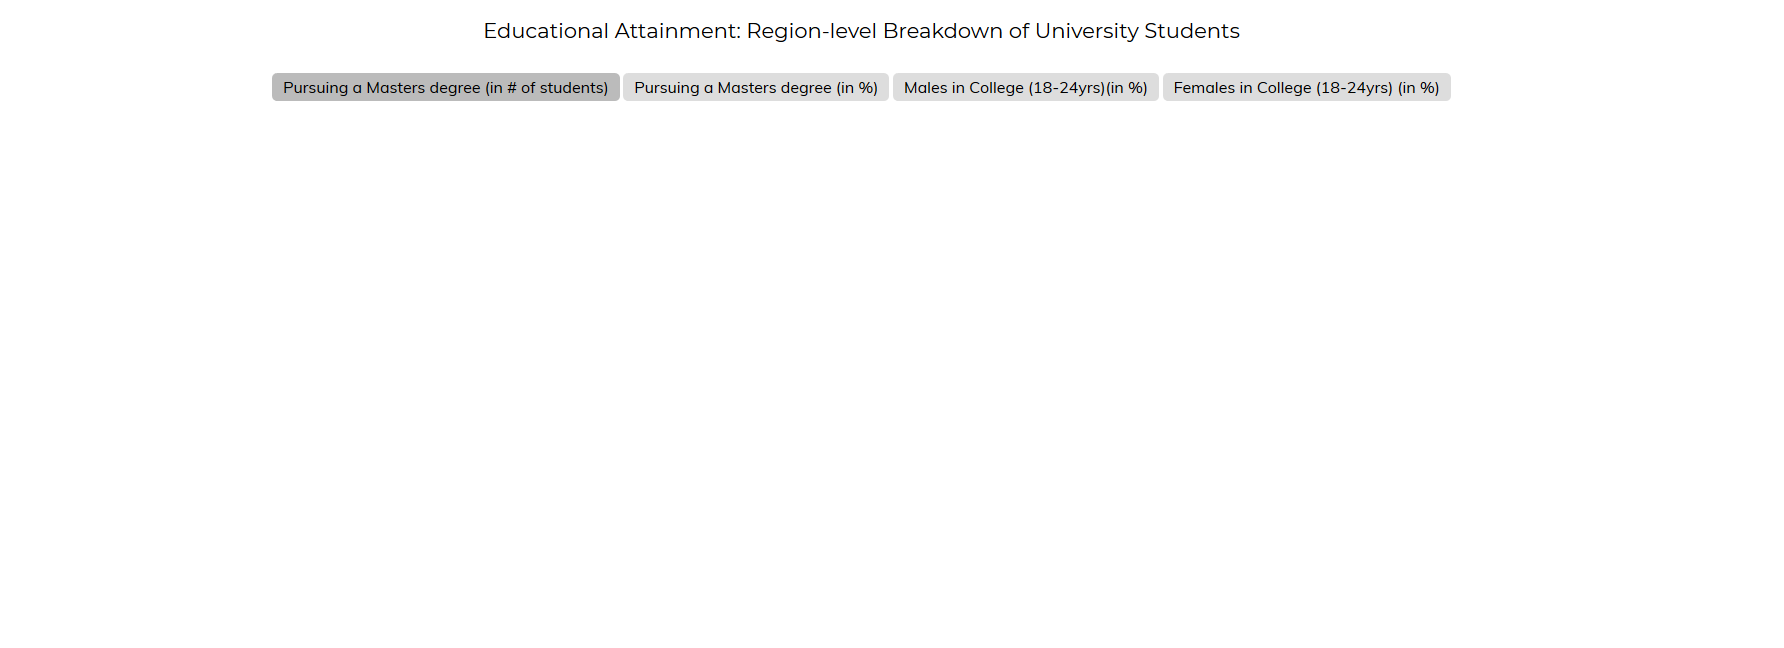 Educational Attainment: Region-level Breakdown of University Students
Pursuing a Masters degree (in # of students) Pursuing a Masters degree (in %) Males in College (18-24yrs)(in %) Females in College (18-24yrs) (in %)